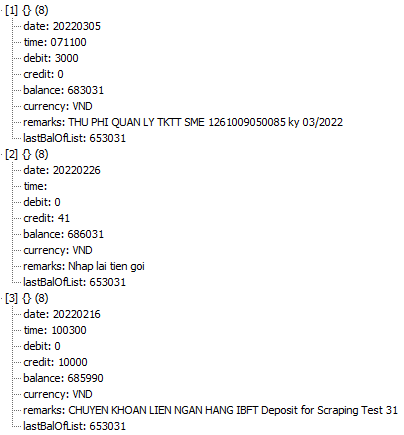 [1] {} (8)
date: 20220305
time: 071100
debit: 3000
credit: 0
balance: 683031
currency: VND
remarks: THU PHI QUAN LY TKTT SME 1261009050085 ky 03/2022
lastBalOfList: 653031
[2] {} (8)
date: 20220226
time:
debit: 0
credit: 41
balance: 686031
currency: VND
remarks: Nhap lai tien goi
lastBalOfList: 653031
[3] {} (8)
date: 20220216
time: 100300
debit: 0
credit: 10000
balance: 685990
currency: VND
remarks: CHUYEN KHOAN LIEN NGAN HANG IBFT Deposit for Scraping Test 31
lastBalOfList: 653031